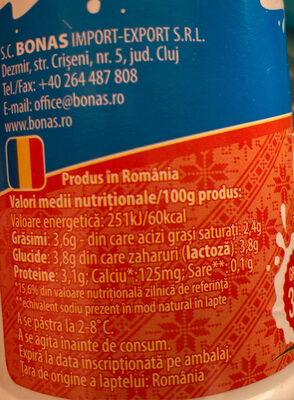 S.C. BONAS IMPORT-EXPORT S.R.L.
Dezmir, str. Crişeni, nr. 5, jud. Cluj
Tel./Fax: +40 264 487 808
E-mail: office@bonas.ro
www.bonas.ro
Produs în România
Valori medii nutriționale/100g produs:
Valoare energetică: 251kJ/60kcal
Grăsimi: 3,6g - din care acizi grași saturați: 2,4g
Glucide: 3,8g din care zaharuri (lactoză): 3,8g
Proteine: 3,1g; Calciu*:125mg; Sare**: 0,1 g
*15,6% din valoare nutrițională zilnică de referință
**echivalent sodiu prezent în mod natural în lapte
A se păstra la 2-8°C.
A se agita înainte de consum.
Expiră la data inscripționată pe ambalaj.
Țara de origine a laptelui: România